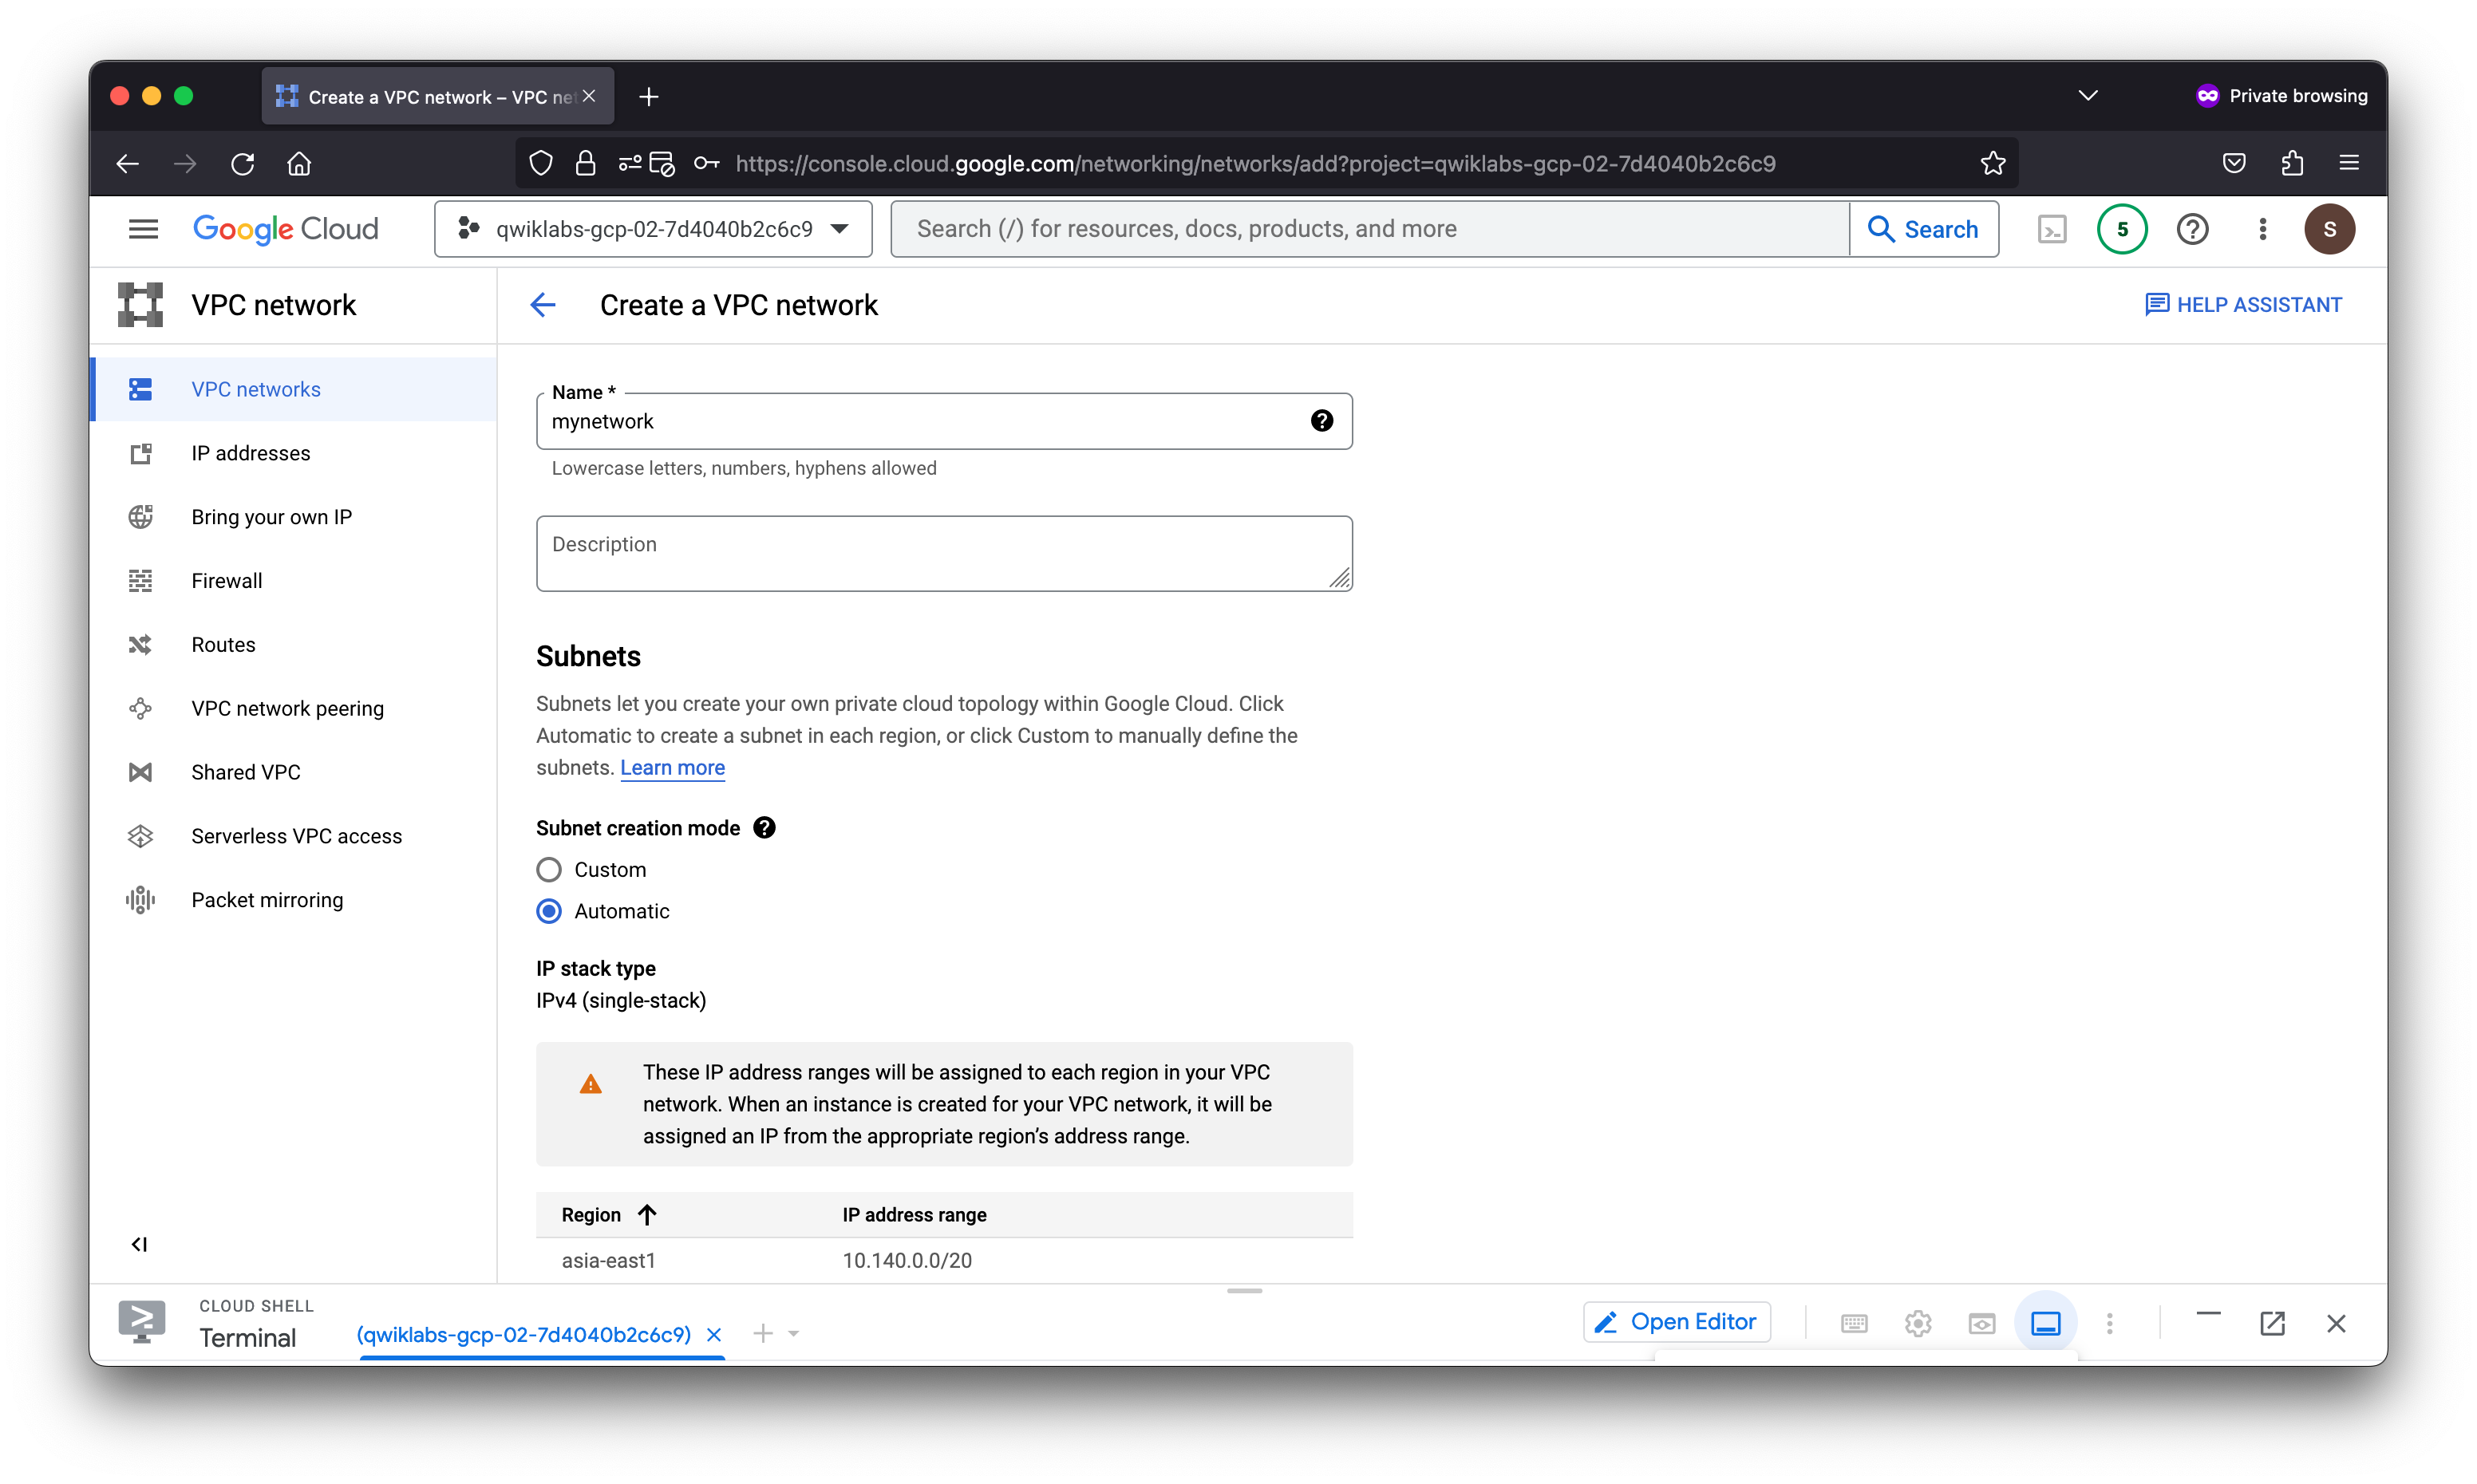 Create a VPC network – VPC net
Private browsing
https://console.cloud.google.com/networking/networks/add?project=qwiklabs-gcp-02-7d4040b2c6c9
Google Cloud
qwiklabs-gcp-02-7d4040b2c6c9
Search (/) for resources, docs, products, and more
Search
5
S
VPC network
Create a VPC network
HELP ASSISTANT
VPC networks
IP addresses
Bring your own IP
Firewall
Routes
VPC network peering
Shared VPC
Serverless VPC access
Packet mirroring
Name *
mynetwork
Lowercase letters, numbers, hyphens allowed
Description
Subnets
Subnets let you create your own private cloud topology within Google Cloud. Click
Automatic to create a subnet in each region, or click Custom to manually define the
subnets. Learn more
Subnet creation mode
Custom
Automatic
IP stack type
IPv4 (single-stack)
These IP address ranges will be assigned to each region in your VPC
network. When an instance is created for your VPC network, it will be
assigned an IP from the appropriate region’s address range.
Region IP address range
asia-east1 10.140.0.0/20
CLOUD SHELL
Terminal
(qwiklabs-gcp-02-7d4040b2c6c9)
Open Editor